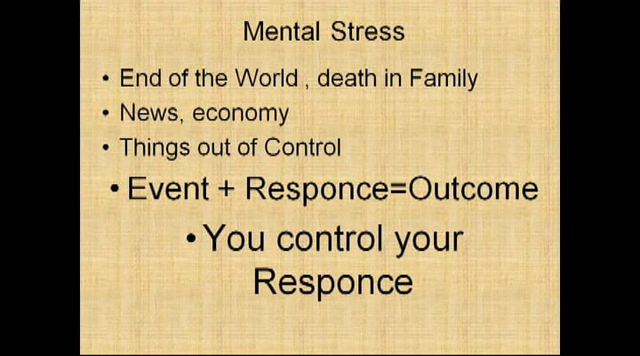 Mental Stress
• End of the World , death in Family
• News, economy
• Things out of Control
• Event + Responce=Outcome
• You control your
Responce